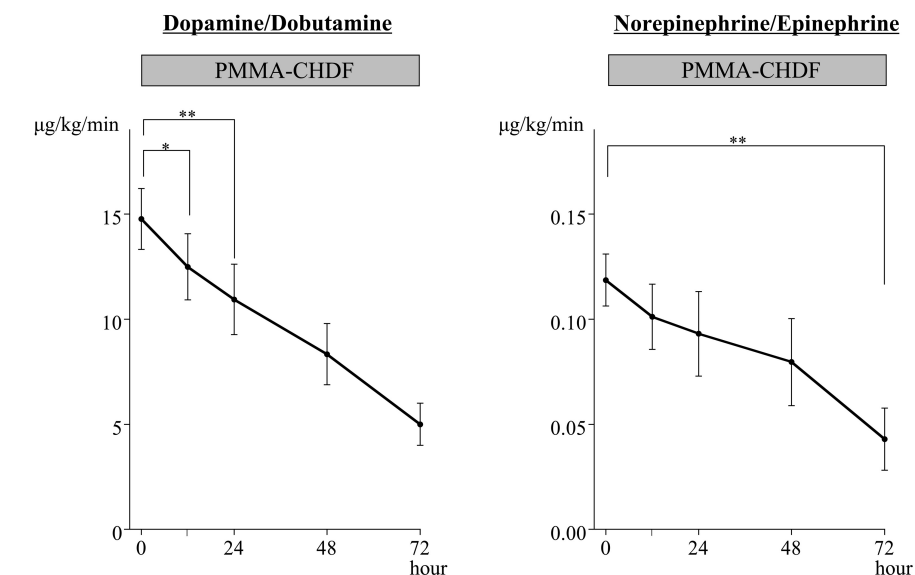 Dopamine/Dobutamine
PMMA-CHDF
μg/kg/min
**
*
15
10
5
0
0 24 48 72
hour
Norepinephrine/Epinephrine
PMMA-CHDF
μg/kg/min
**
0.15
0.10
0.05
0.00
0 24 48 72
hour